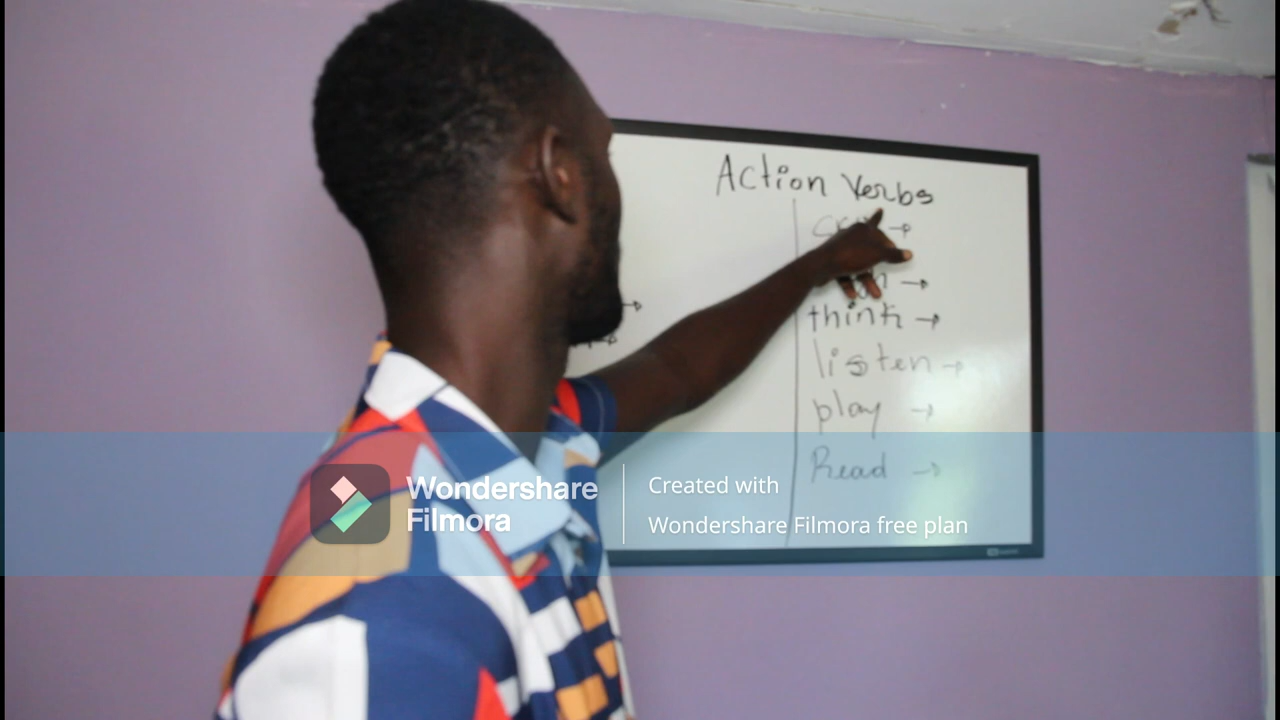 Action Verbs
think →
listen →
play →
Read →
Wondershare
Filmora
Created with
Wondershare Filmora free plan